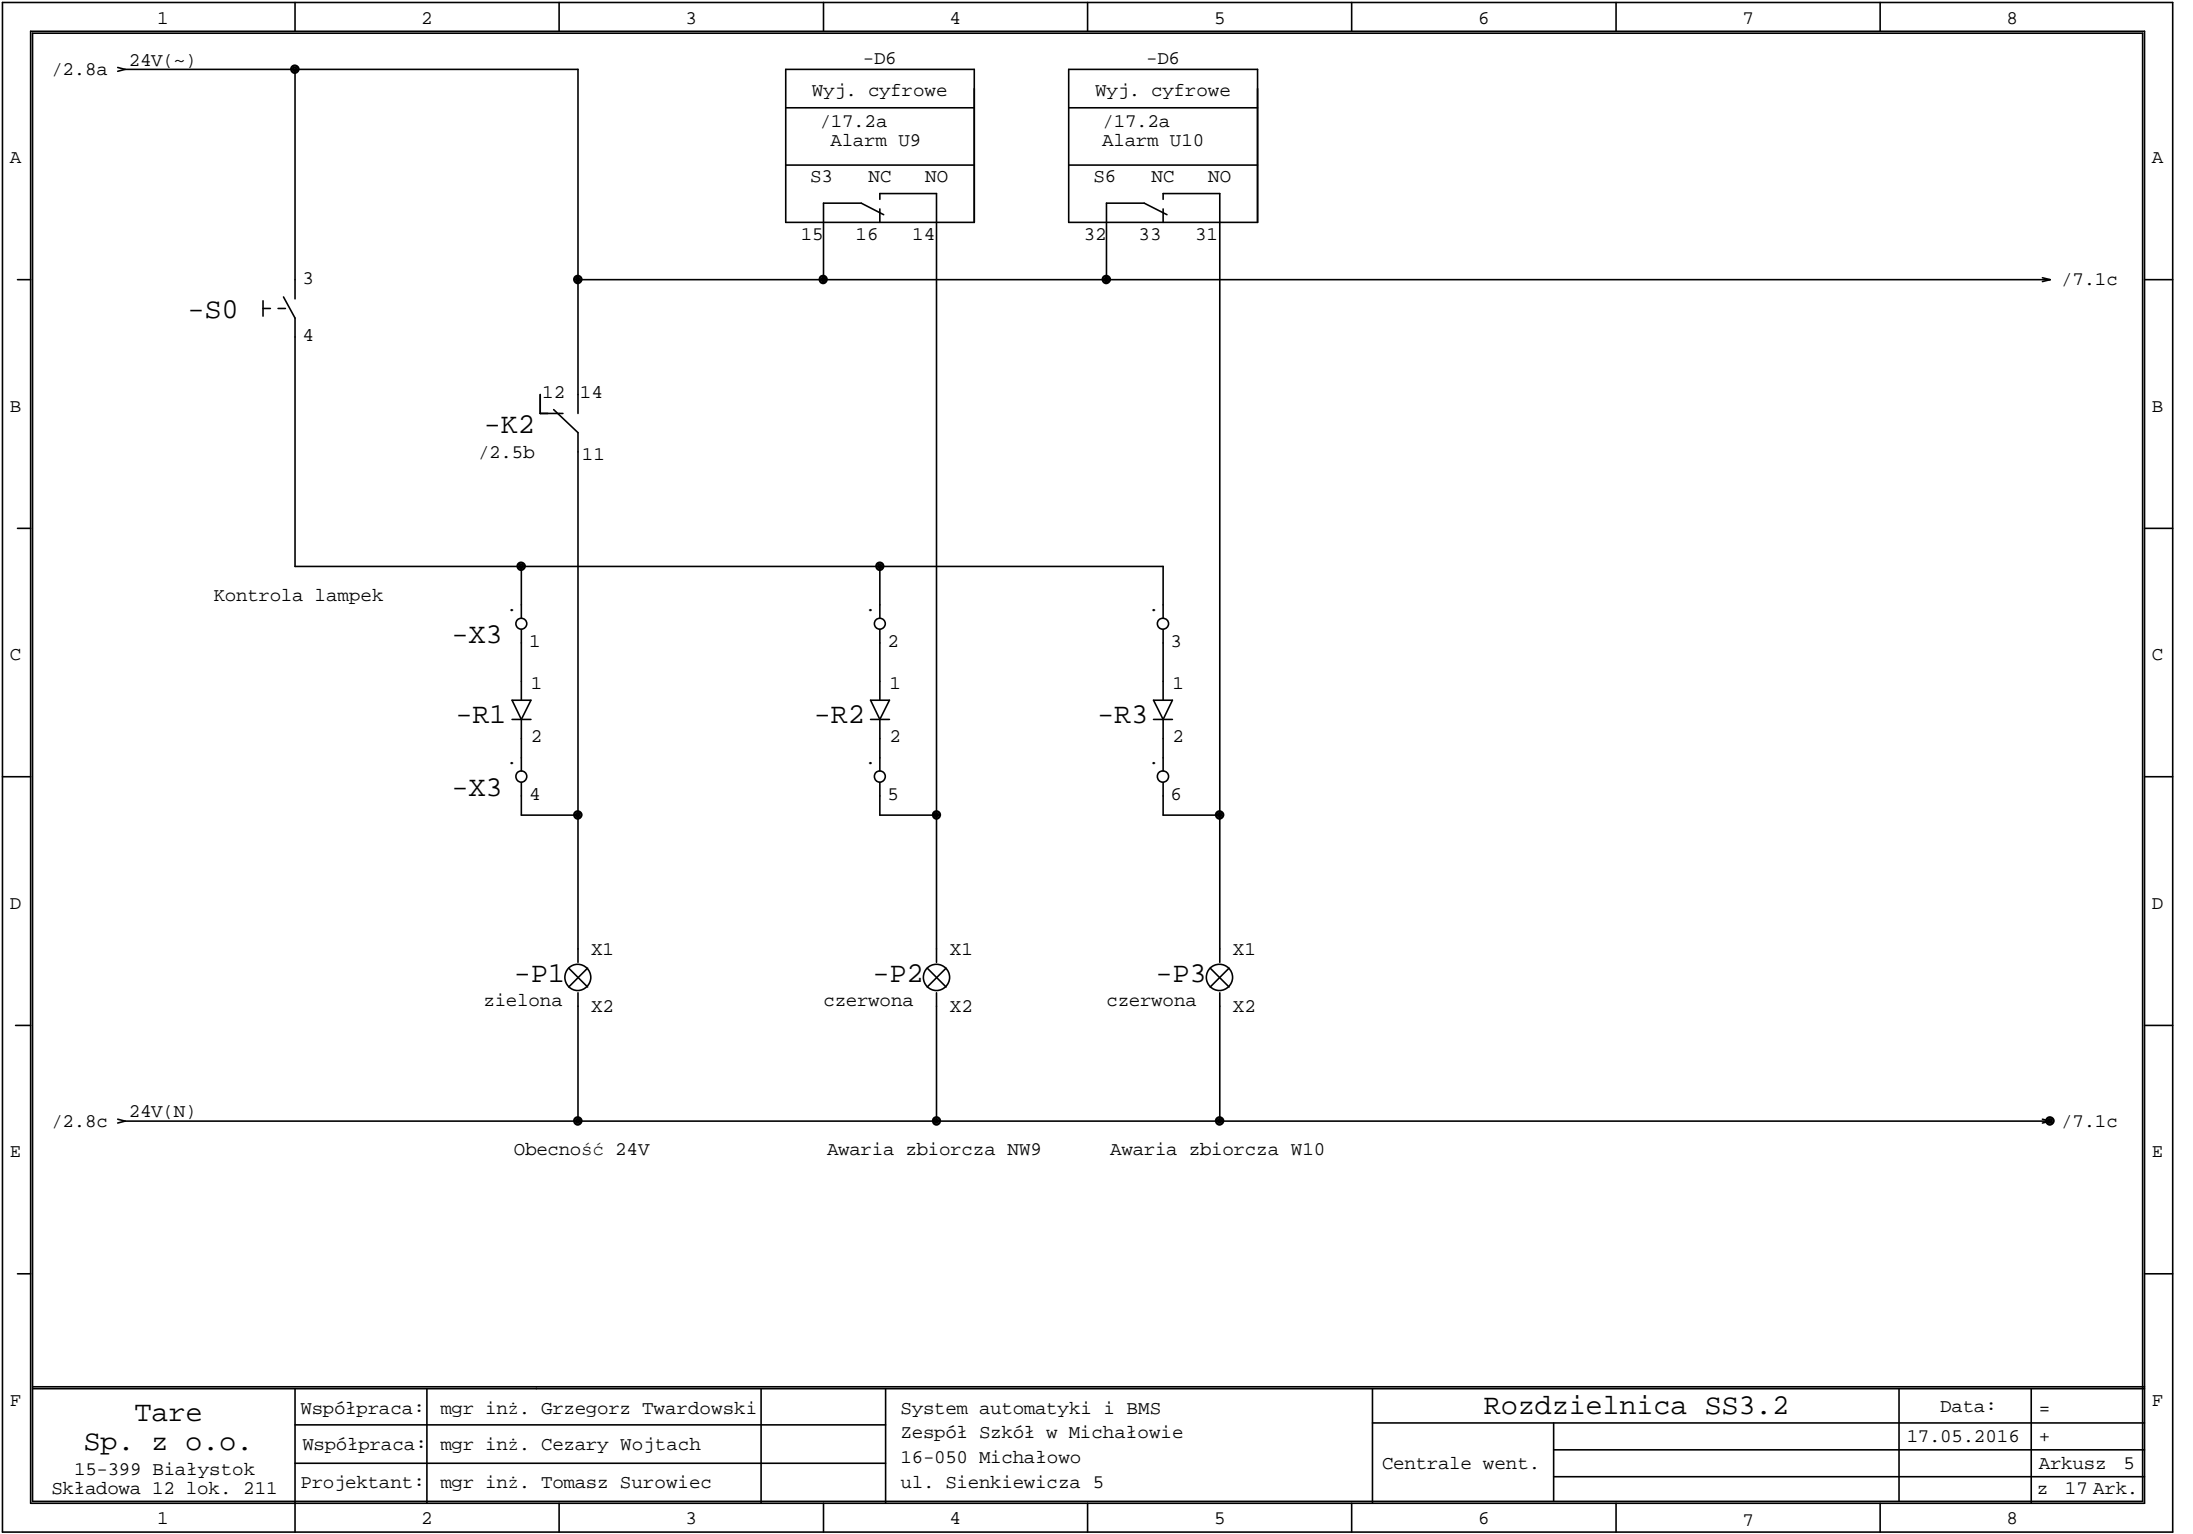 1 2 3 4 5 6 7 8
/2.8a 24V(~)
-D6 -D6
Wyj. cyfrowe Wyj. cyfrowe
/17.2a /17.2a
Alarm U9 Alarm U10
A A
S3 NC NO S6 NC NO
15 16 14 32 33 31
3 /7.1c
-S0
4
12 14
B B
-K2
/2.5b 11
Kontrola lampek
-X3 1 2 3
C C
1 1 1
-R1 -R2 -R3
2 2 2
-X3 4 5 6
D D
X1 X1 X1
-P1 -P2 -P3
zielona czerwona czerwona
X2 X2 X2
/2.8c 24V(N) /7.1c
E Obecność 24V Awaria zbiorcza NW9 Awaria zbiorcza W10 E
F F
Tare
Sp. z o.o.
15-399 Białystok
Składowa 12 lok. 211
Współpraca: mgr inż. Grzegorz Twardowski
Współpraca: mgr inż. Cezary Wojtach
Projektant: mgr inż. Tomasz Surowiec
System automatyki i BMS
Zespół Szkół w Michałowie
16-050 Michałowo
ul. Sienkiewicza 5
Rozdzielnica SS3.2
Centrale went.
Data: =
17.05.2016 +
Arkusz 5
z 17 Ark.
1 2 3 4 5 6 7 8